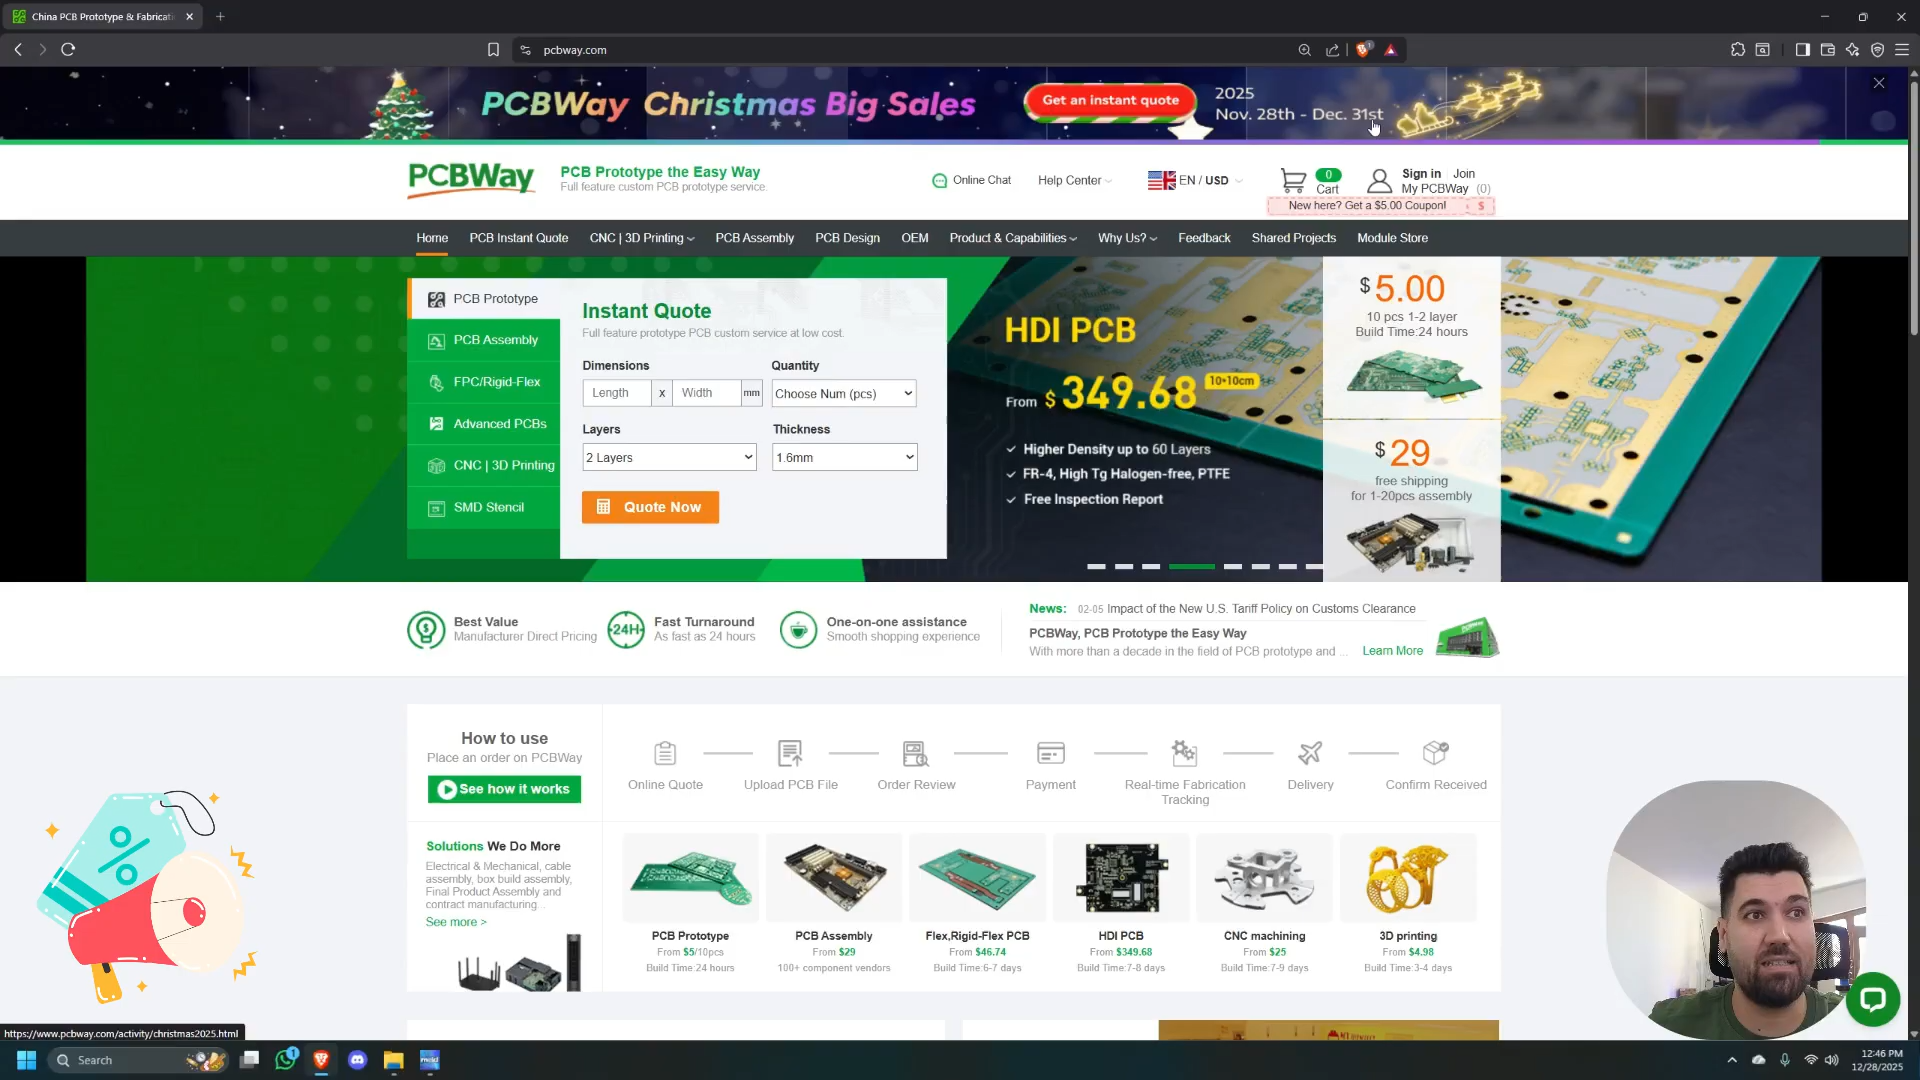 China PCB Prototype & Fabricati
pcbway.com
PCBWay Christmas Big Sales
Get an instant quote
2025
Nov. 28th - Dec. 31st
PCBWay
PCB Prototype the Easy Way
Full feature custom PCB prototype service
Online Chat
Help Center
EN / USD
0
Cart
Sign in Join
My PCBWay (0)
New here? Get a $5.00 Coupon! $
Home
PCB Instant Quote
CNC | 3D Printing
PCB Assembly
PCB Design
OEM
Product & Capabilities
Why Us?
Feedback
Shared Projects
Module Store
PCB Prototype
PCB Assembly
FPC/Rigid-Flex
Advanced PCBs
CNC | 3D Printing
SMD Stencil
Instant Quote
Full feature prototype PCB custom service at low cost.
Dimensions
Quantity
Length x Width mm
Choose Num (pcs)
Layers
Thickness
2 Layers
1.6mm
Quote Now
HDI PCB
From $ 349.68 10*10cm
Higher Density up to 60 Layers
FR-4, High Tg Halogen-free, PTFE
Free Inspection Report
$ 5.00
10 pcs 1-2 layer
Build Time:24 hours
$ 29
free shipping
for 1-20pcs assembly
Best Value
Manufacturer Direct Pricing
24H
Fast Turnaround
As fast as 24 hours
One-on-one assistance
Smooth shopping experience
News: 02-05 Impact of the New U.S. Tariff Policy on Customs Clearance
PCBWay, PCB Prototype the Easy Way
With more than a decade in the field of PCB prototype and ... Learn More
How to use
Place an order on PCBWay
See how it works
Online Quote
Upload PCB File
Order Review
Payment
Real-time Fabrication
Tracking
Delivery
Confirm Received
Solutions We Do More
Electrical & Mechanical, cable
assembly, box build assembly,
Final Product Assembly and
contract manufacturing...
See more >
PCB Prototype
From $5/10pcs
Build Time:24 hours
PCB Assembly
From $29
100+ component vendors
Flex,Rigid-Flex PCB
From $46.74
Build Time:6-7 days
HDI PCB
From $349.68
Build Time:7-8 days
CNC machining
From $25
Build Time:7-9 days
3D printing
From $4.98
Build Time:3-4 days
%
https://www.pcbway.com/activity/christmas2025.html
Search
12:46 PM
12/28/2025